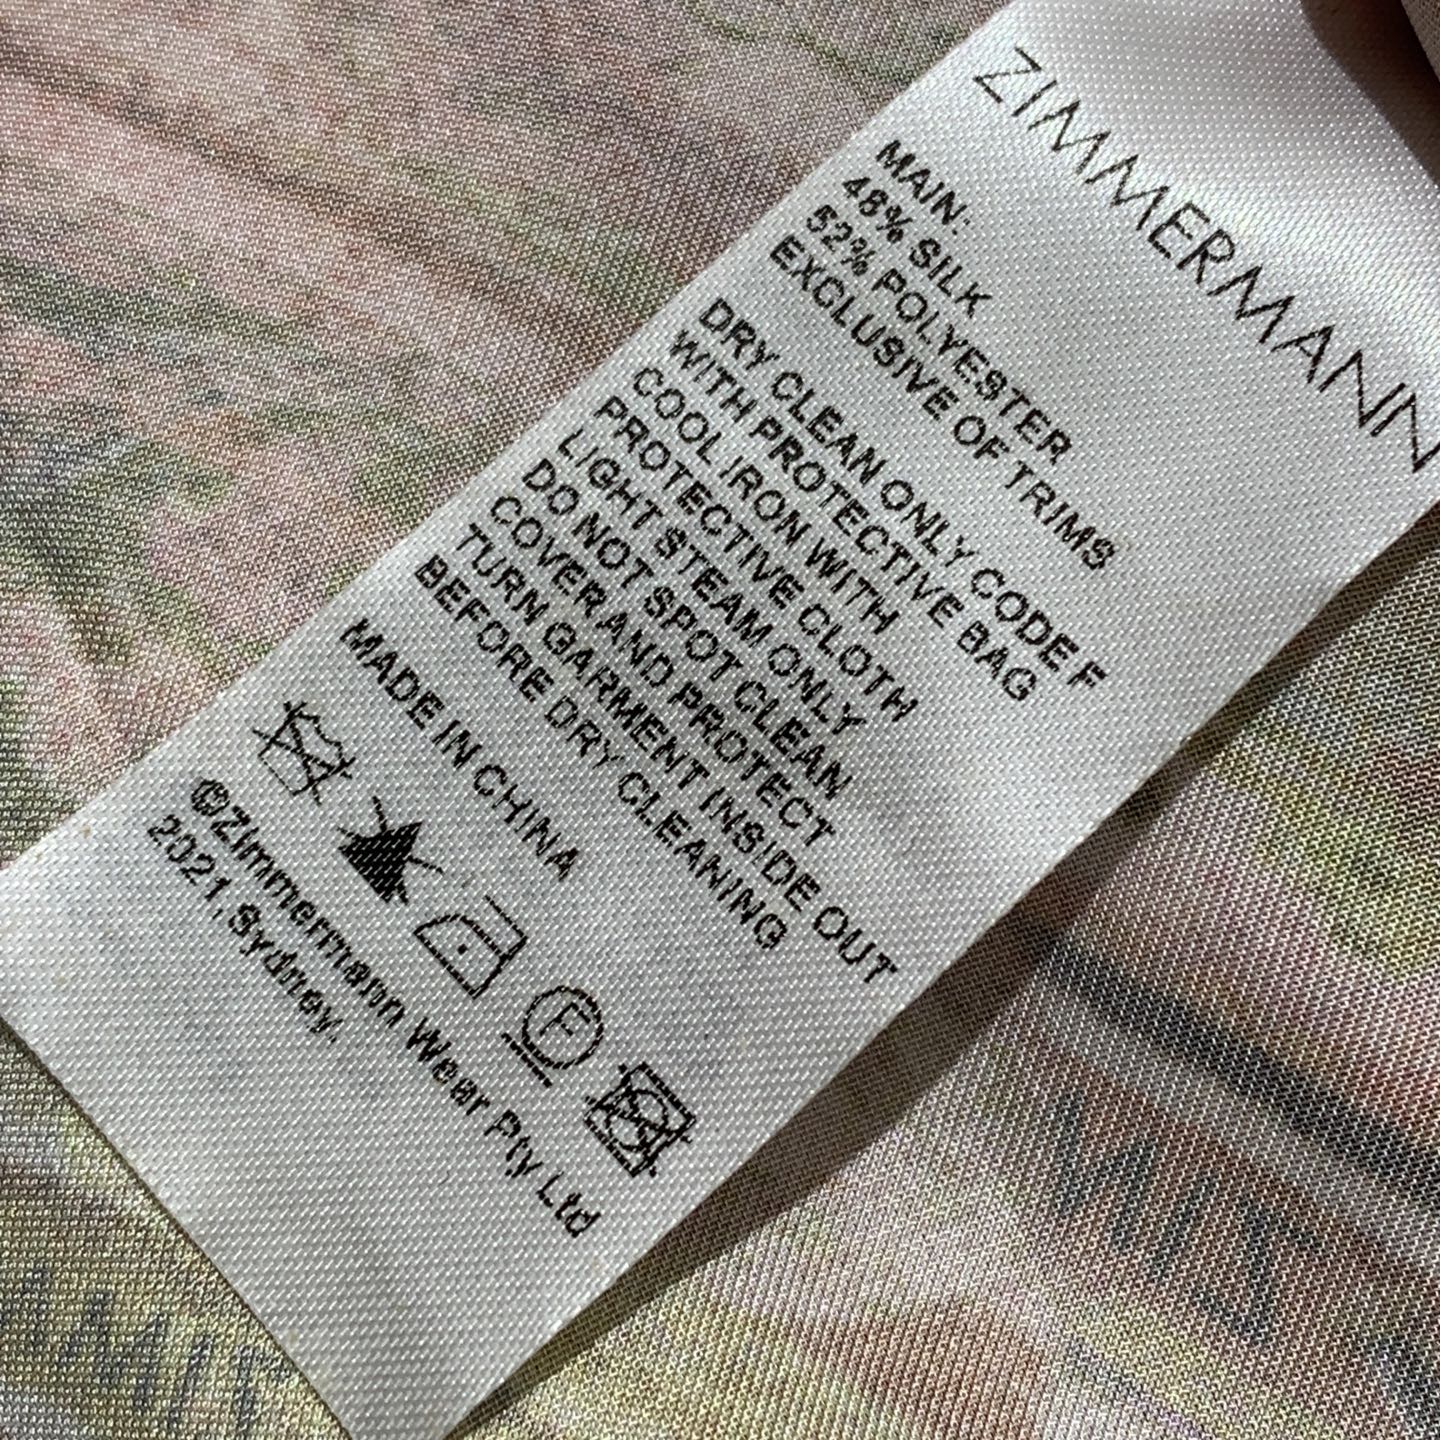 ZIMMERMANN
MAIN:
48% SILK
52% POLYESTER
EXCLUSIVE OF TRIMS
DRY CLEAN ONLY CODE F
WITH PROTECTIVE BAG
COOL IRON WITH
PROTECTIVE CLOTH
LIGHT STEAM ONLY
DO NOT SPOT CLEAN
COVER AND PROTECT
TURN GARMENT INSIDE OUT
BEFORE DRY CLEANING
MADE IN CHINA
F
©Zimmermann Wear Pty Ltd
2021,Sydney.